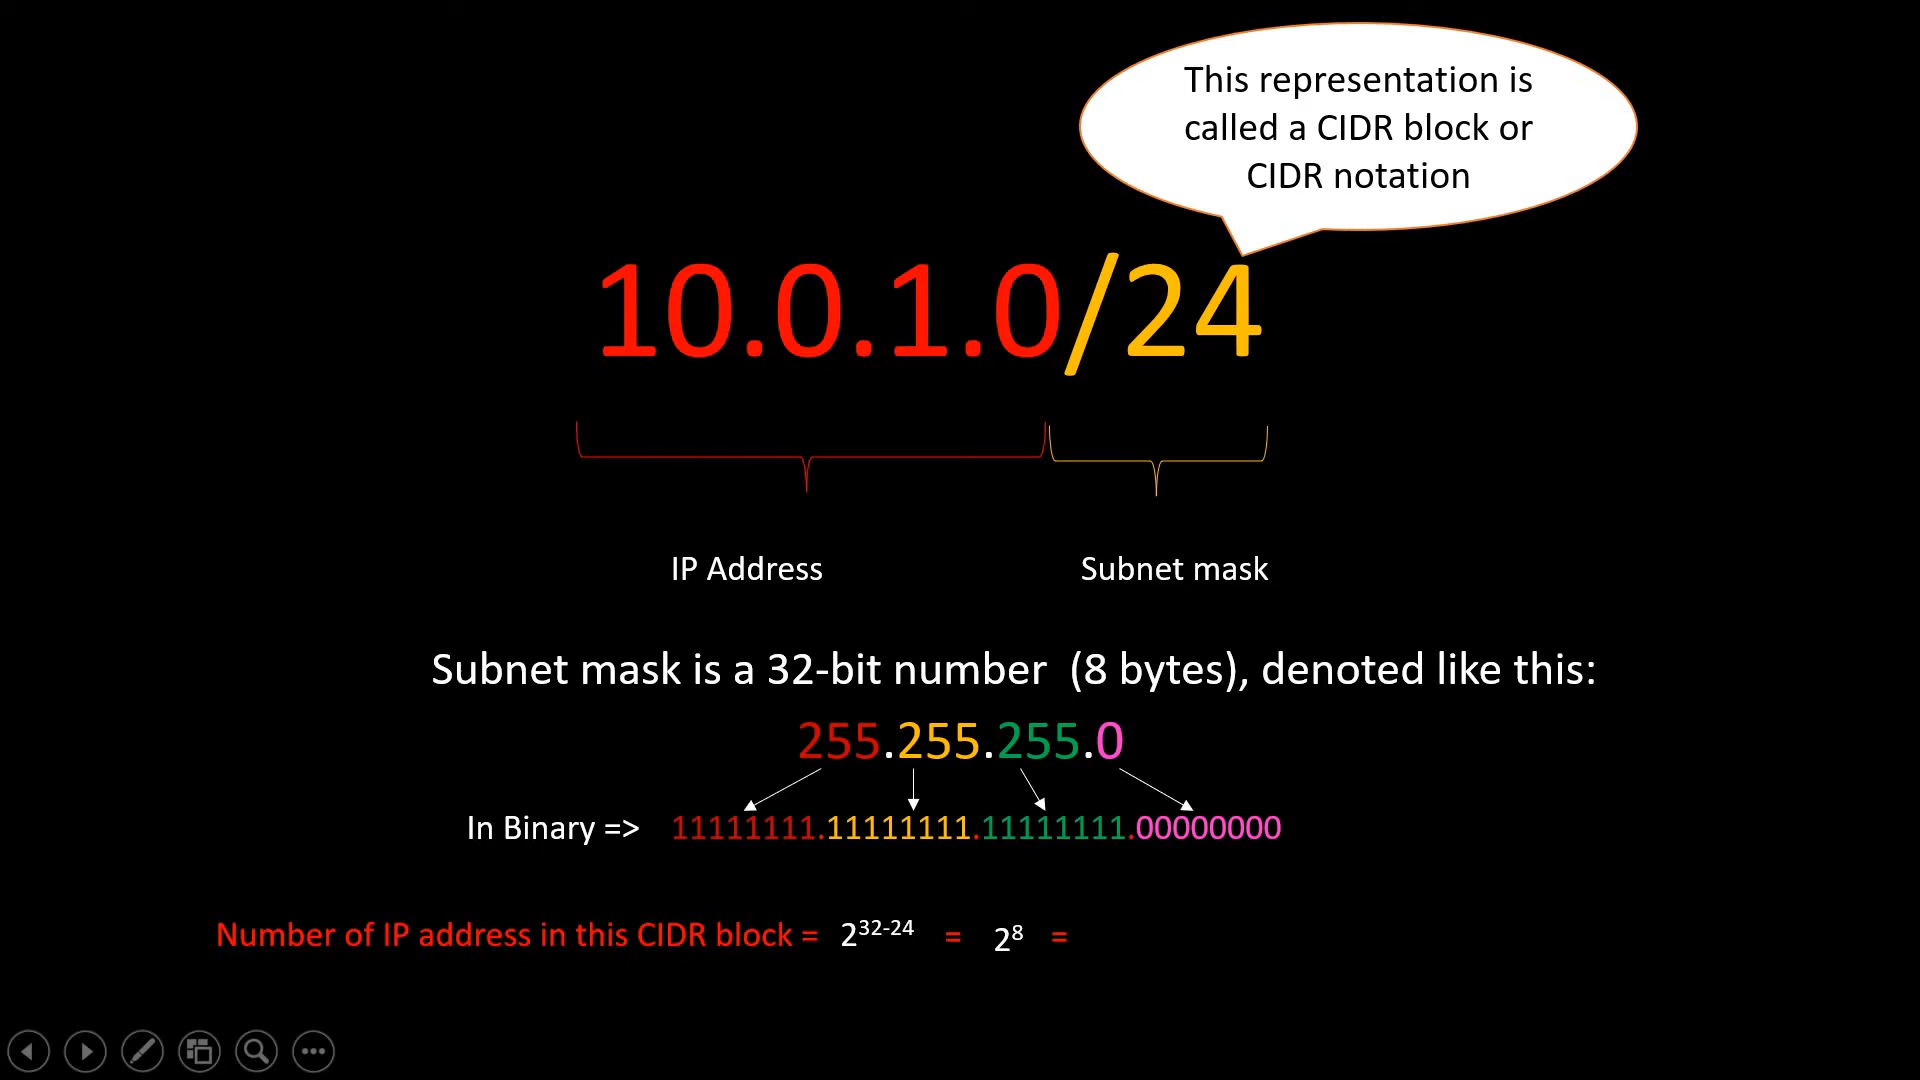 This representation is
called a CIDR block or
CIDR notation
10.0.1.0/24
IP Address Subnet mask
Subnet mask is a 32-bit number (8 bytes), denoted like this:
255.255.255.0
In Binary => 11111111.11111111.11111111.00000000
Number of IP address in this CIDR block = 2³²⁻²⁴ = 2⁸ =